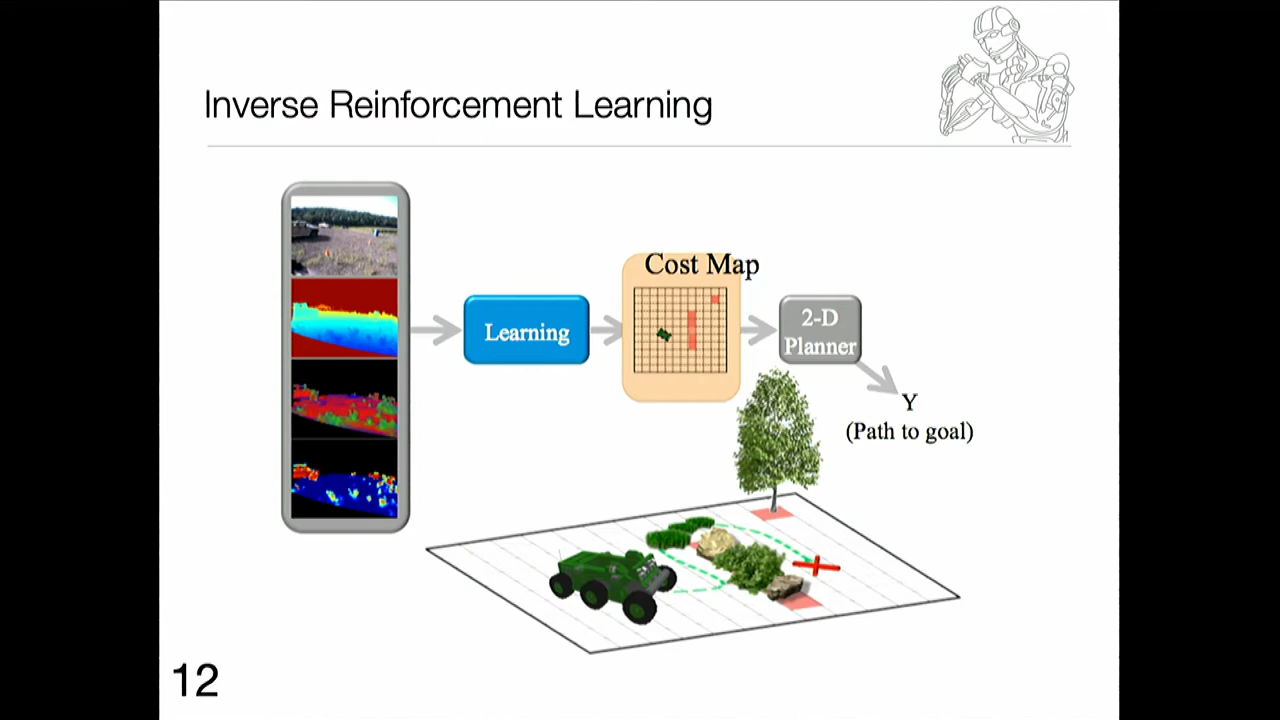 Inverse Reinforcement Learning
Cost Map
Learning
2-D
Planner
Y
(Path to goal)
12